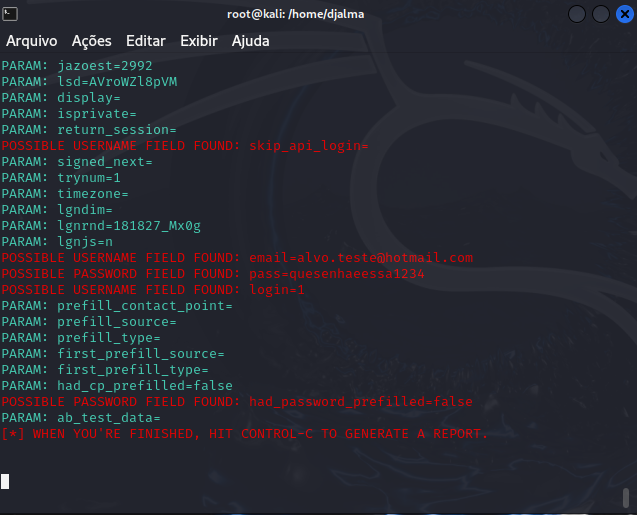 root@kali: /home/djalma
Arquivo Ações Editar Exibir Ajuda
PARAM: jazoest=2992
PARAM: lsd=AVroWZl8pVM
PARAM: display=
PARAM: isprivate=
PARAM: return_session=
POSSIBLE USERNAME FIELD FOUND: skip_api_login=
PARAM: signed_next=
PARAM: trynum=1
PARAM: timezone=
PARAM: lgndim=
PARAM: lgnrnd=181827_Mx0g
PARAM: lgnjs=n
POSSIBLE USERNAME FIELD FOUND: email=alvo.teste@hotmail.com
POSSIBLE PASSWORD FIELD FOUND: pass=quesenhaeessa1234
POSSIBLE USERNAME FIELD FOUND: login=1
PARAM: prefill_contact_point=
PARAM: prefill_source=
PARAM: prefill_type=
PARAM: first_prefill_source=
PARAM: first_prefill_type=
PARAM: had_cp_prefilled=false
POSSIBLE PASSWORD FIELD FOUND: had_password_prefilled=false
PARAM: ab_test_data=
[*] WHEN YOU'RE FINISHED, HIT CONTROL-C TO GENERATE A REPORT.